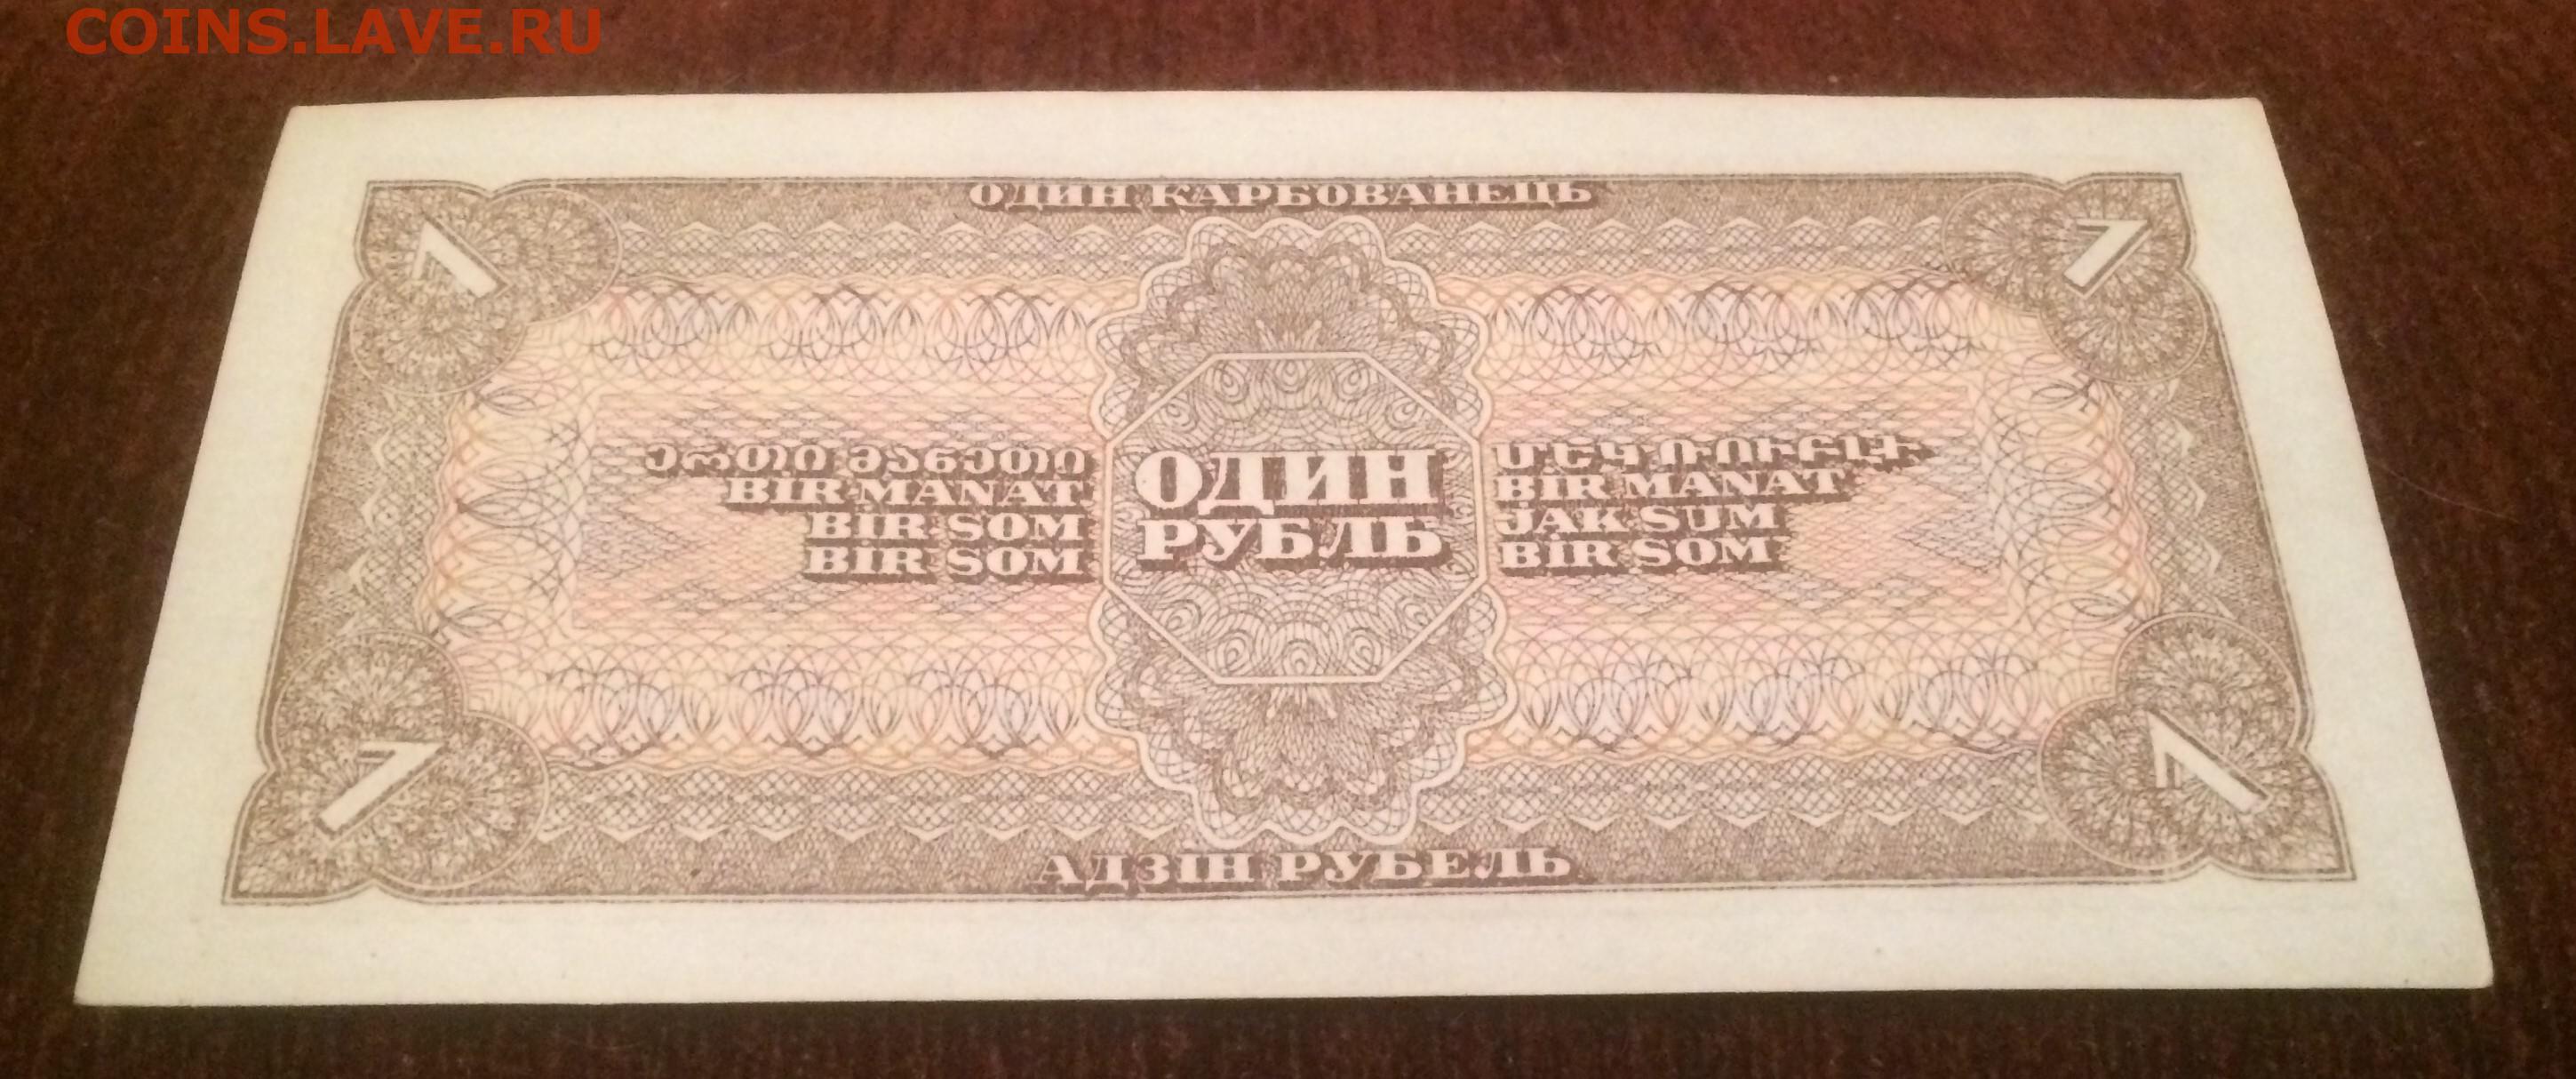 COINS.LAVE.RU
ОДИН КАРБОВАНЕЦЬ
1
1
ერთი მანეთი
BIR MANAT
BIR SOM
BIR SOM
ОДИН
РУБЛЬ
ՄԵԿ ՌՈՒԲԼԻ
BIR MANAT
JAK SUM
BIR SOM
1
1
АДЗІН РУБЕЛЬ